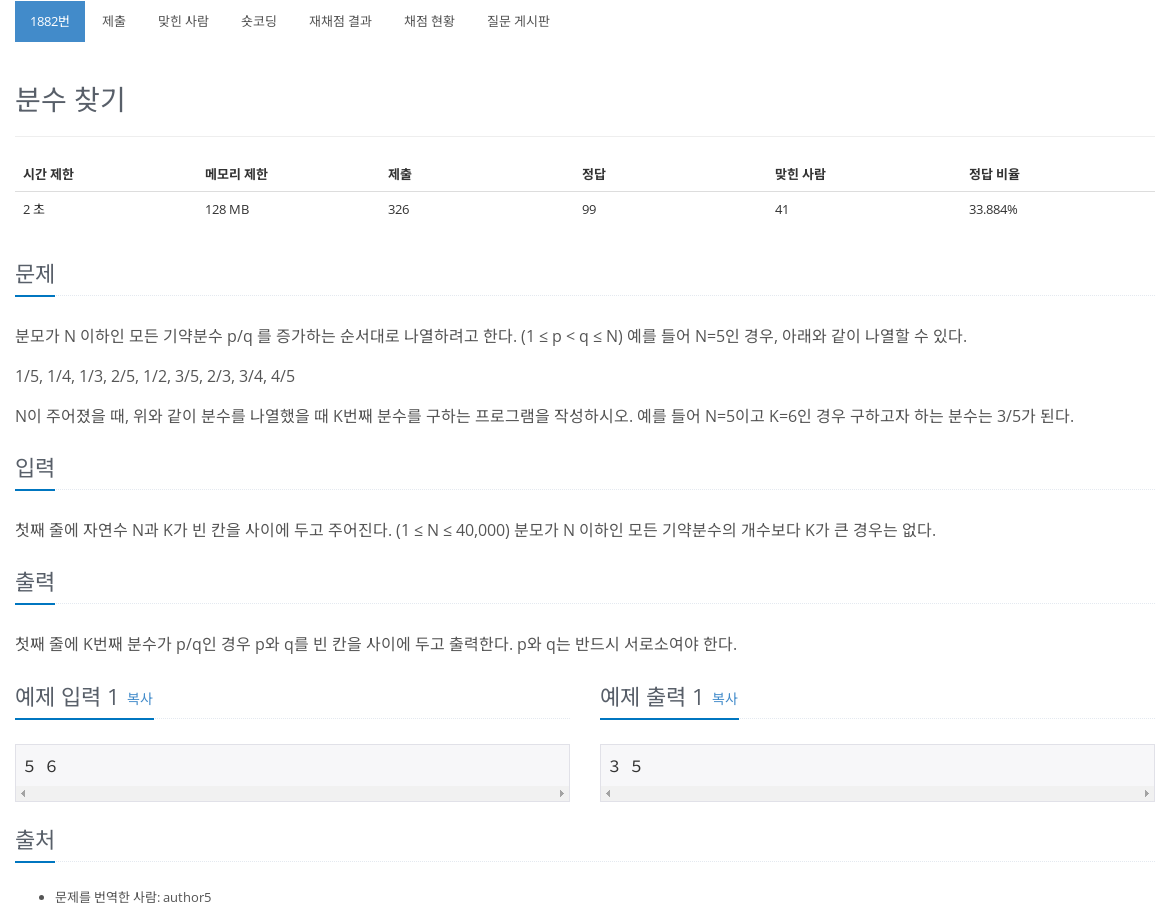 1882번 제출 맞힌 사람 숏코딩 재채점 결과 채점 현황 질문 게시판
분수 찾기
시간 제한 메모리 제한 제출 정답 맞힌 사람 정답 비율
2 초 128 MB 326 99 41 33.884%
문제
분모가 N 이하인 모든 기약분수 p/q 를 증가하는 순서대로 나열하려고 한다. (1 ≤ p < q ≤ N) 예를 들어 N=5인 경우, 아래와 같이 나열할 수 있다.
1/5, 1/4, 1/3, 2/5, 1/2, 3/5, 2/3, 3/4, 4/5
N이 주어졌을 때, 위와 같이 분수를 나열했을 때 K번째 분수를 구하는 프로그램을 작성하시오. 예를 들어 N=5이고 K=6인 경우 구하고자 하는 분수는 3/5가 된다.
입력
첫째 줄에 자연수 N과 K가 빈 칸을 사이에 두고 주어진다. (1 ≤ N ≤ 40,000) 분모가 N 이하인 모든 기약분수의 개수보다 K가 큰 경우는 없다.
출력
첫째 줄에 K번째 분수가 p/q인 경우 p와 q를 빈 칸을 사이에 두고 출력한다. p와 q는 반드시 서로소여야 한다.
예제 입력 1 복사
5 6
예제 출력 1 복사
3 5
출처
문제를 번역한 사람: author5